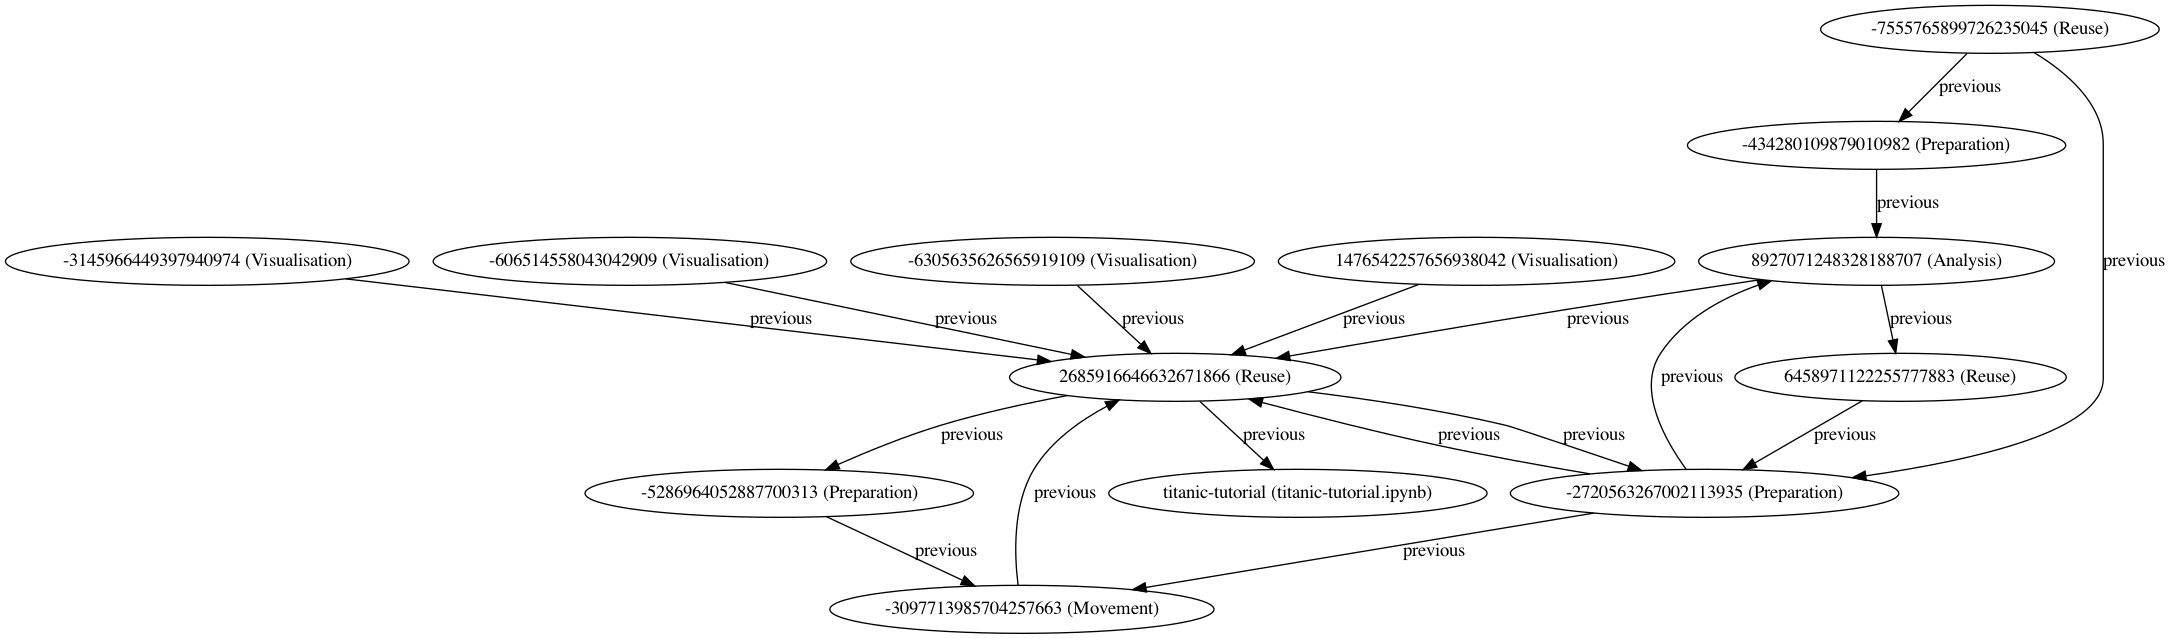 -7555765899726235045 (Reuse)
previous
-434280109879010982 (Preparation)
previous
previous
-3145966449397940974 (Visualisation)
-606514558043042909 (Visualisation)
-6305635626565919109 (Visualisation)
1476542257656938042 (Visualisation)
8927071248328188707 (Analysis)
previous
previous
previous
previous
previous
previous
2685916646632671866 (Reuse)
previous
6458971122255777883 (Reuse)
previous
previous
previous
previous
previous
-5286964052887700313 (Preparation)
previous
titanic-tutorial (titanic-tutorial.ipynb)
-2720563267002113935 (Preparation)
previous
previous
-3097713985704257663 (Movement)